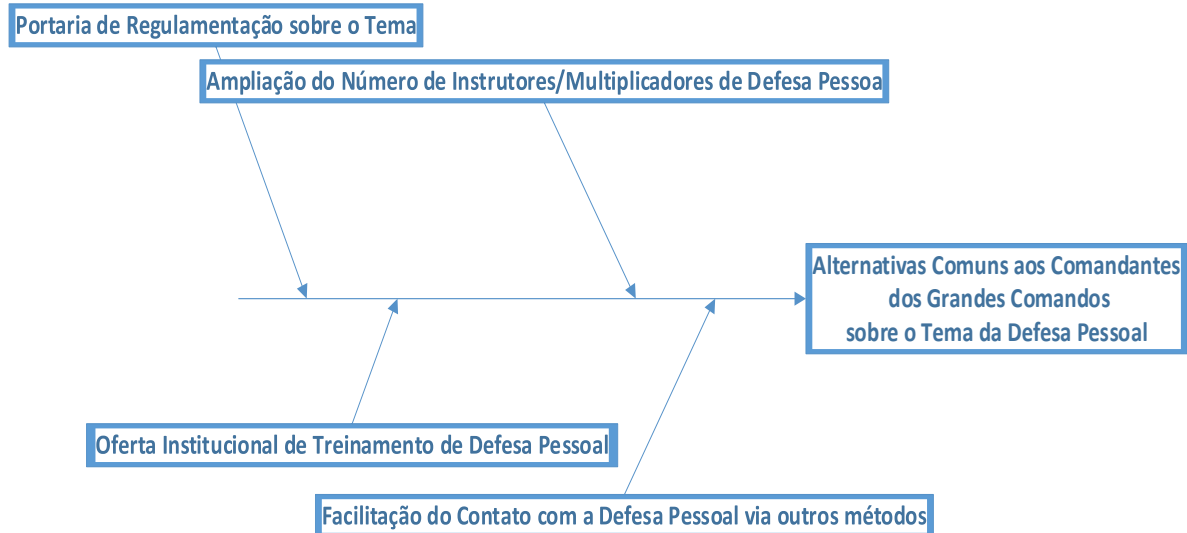 Portaria de Regulamentação sobre o Tema
Ampliação do Número de Instrutores/Multiplicadores de Defesa Pessoa
Alternativas Comuns aos Comandantes
dos Grandes Comandos
sobre o Tema da Defesa Pessoal
Oferta Institucional de Treinamento de Defesa Pessoal
Facilitação do Contato com a Defesa Pessoal via outros métodos